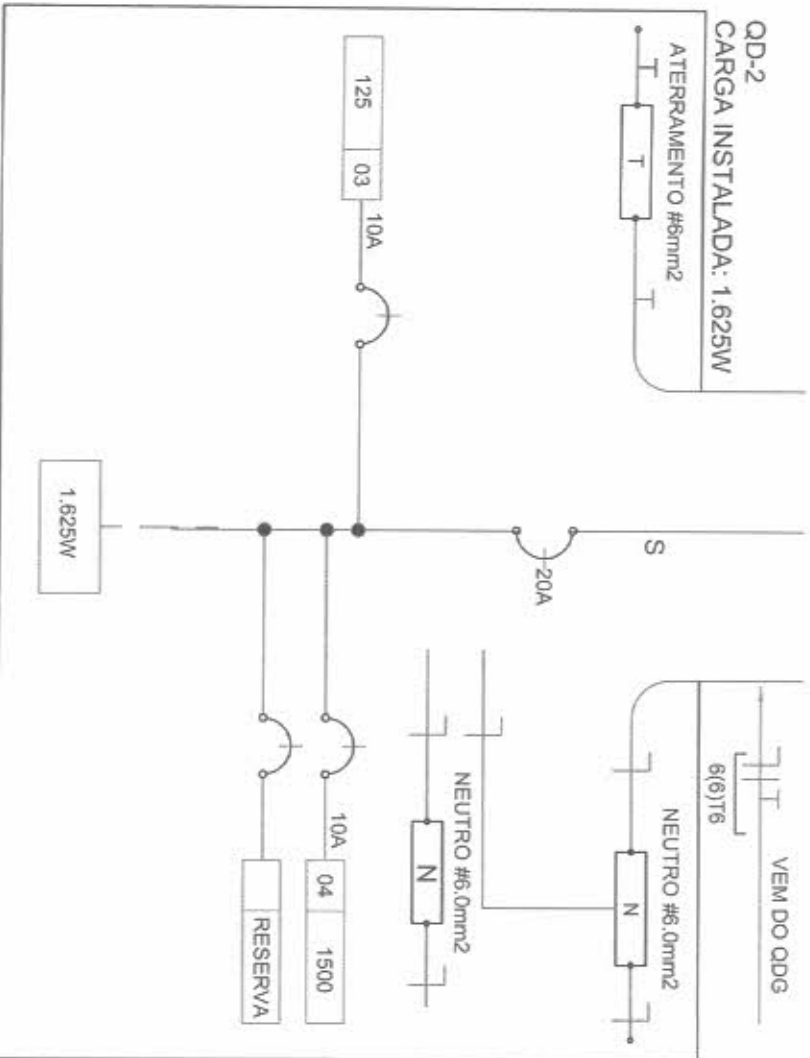 QD-2
CARGA INSTALADA: 1.625W
ATERRAMENTO #6mm2
T
T
T
VEM DO QDG
6(6)T6
NEUTRO #6.0mm2
N
NEUTRO #6.0mm2
N
S
20A
125 03
10A
10A
04 1500
RESERVA
1.625W